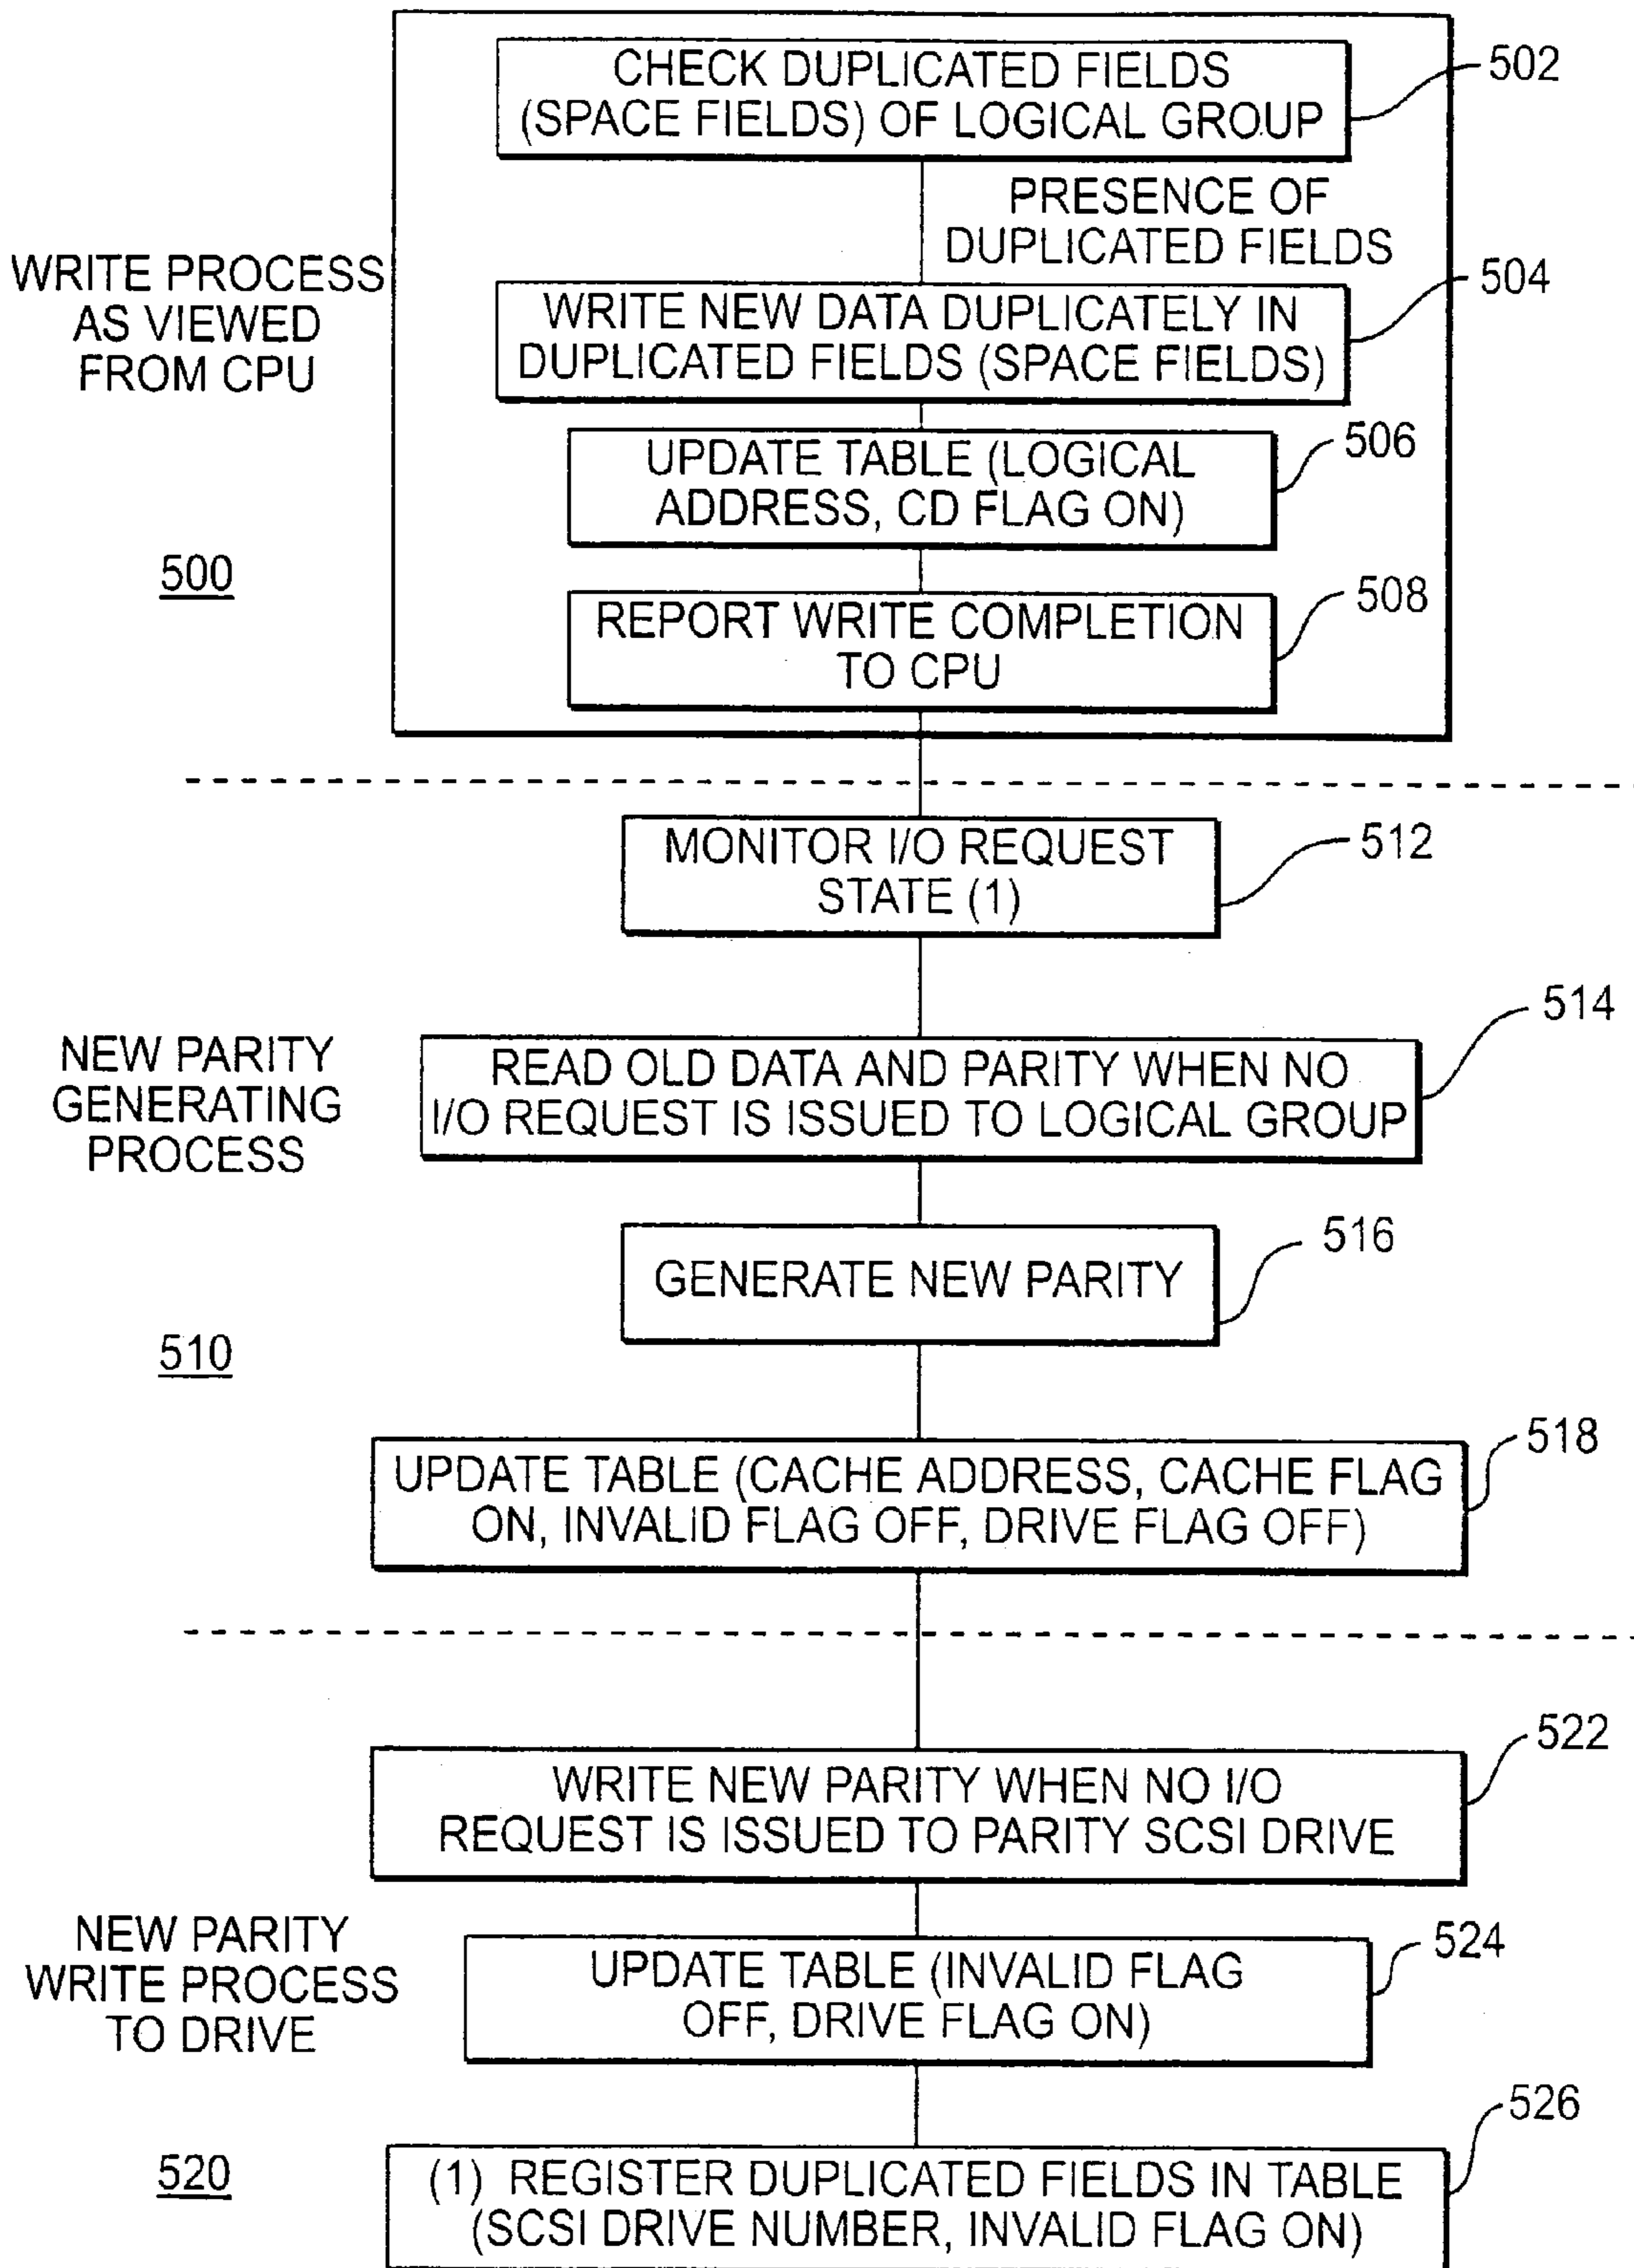 CHECK DUPLICATED FIELDS
(SPACE FIELDS) OF LOGICAL GROUP
502
PRESENCE OF
DUPLICATED FIELDS
WRITE PROCESS
AS VIEWED
FROM CPU
504
WRITE NEW DATA DUPLICATELY IN
DUPLICATED FIELDS (SPACE FIELDS)
506
UPDATE TABLE (LOGICAL
ADDRESS, CD FLAG ON)
500
508
REPORT WRITE COMPLETION
TO CPU
MONITOR I/O REQUEST
STATE (1)
512
514
NEW PARITY
GENERATING
PROCESS
READ OLD DATA AND PARITY WHEN NO
I/O REQUEST IS ISSUED TO LOGICAL GROUP
516
GENERATE NEW PARITY
510
518
UPDATE TABLE (CACHE ADDRESS, CACHE FLAG
ON, INVALID FLAG OFF, DRIVE FLAG OFF)
522
WRITE NEW PARITY WHEN NO I/O
REQUEST IS ISSUED TO PARITY SCSI DRIVE
NEW PARITY
WRITE PROCESS
TO DRIVE
524
UPDATE TABLE (INVALID FLAG
OFF, DRIVE FLAG ON)
526
520
(1) REGISTER DUPLICATED FIELDS IN TABLE
(SCSI DRIVE NUMBER, INVALID FLAG ON)